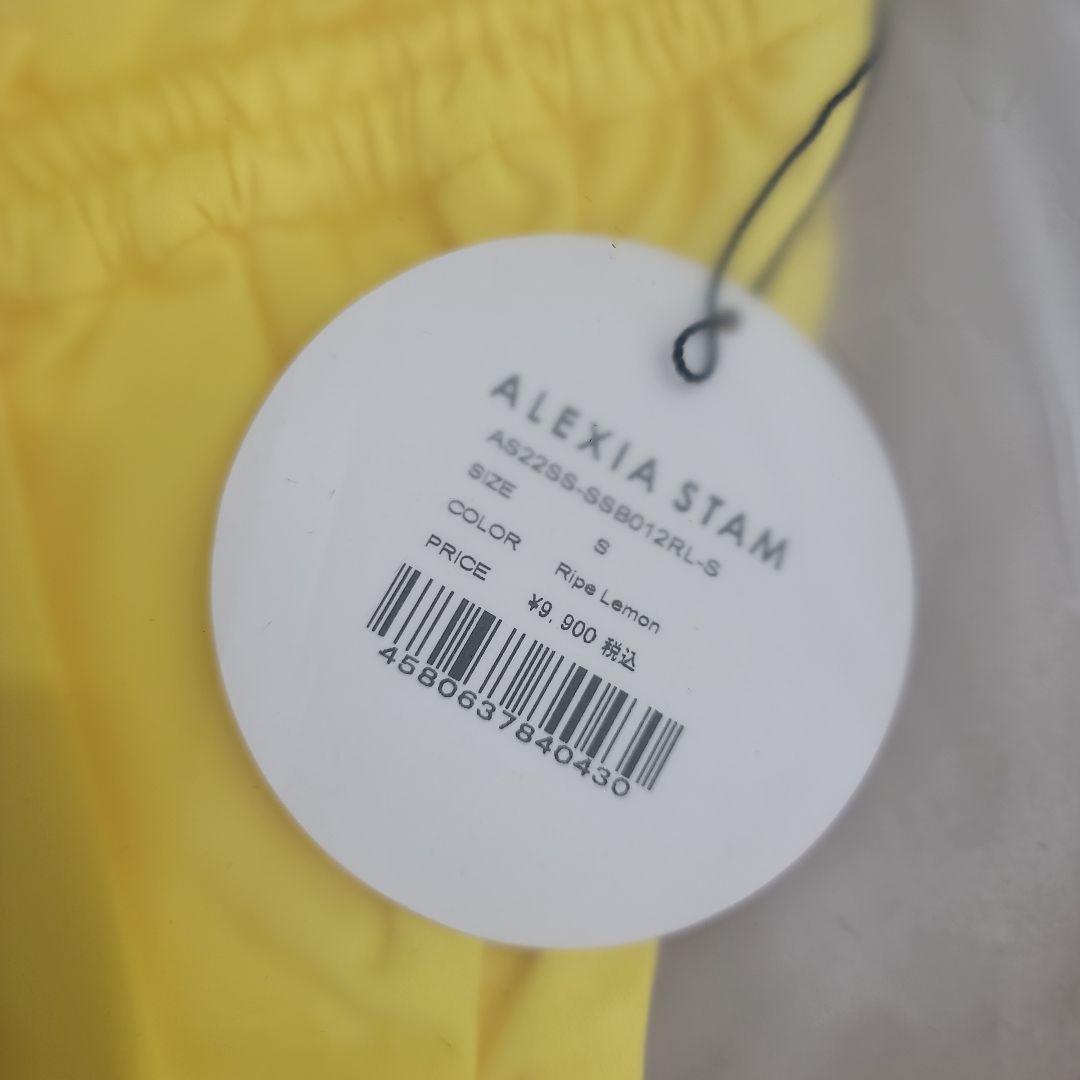 ALEXIA STAM
AS22SS-SSB012RL-S
SIZE S
COLOR Ripe Lemon
PRICE ¥9,900 税込
4580637840430